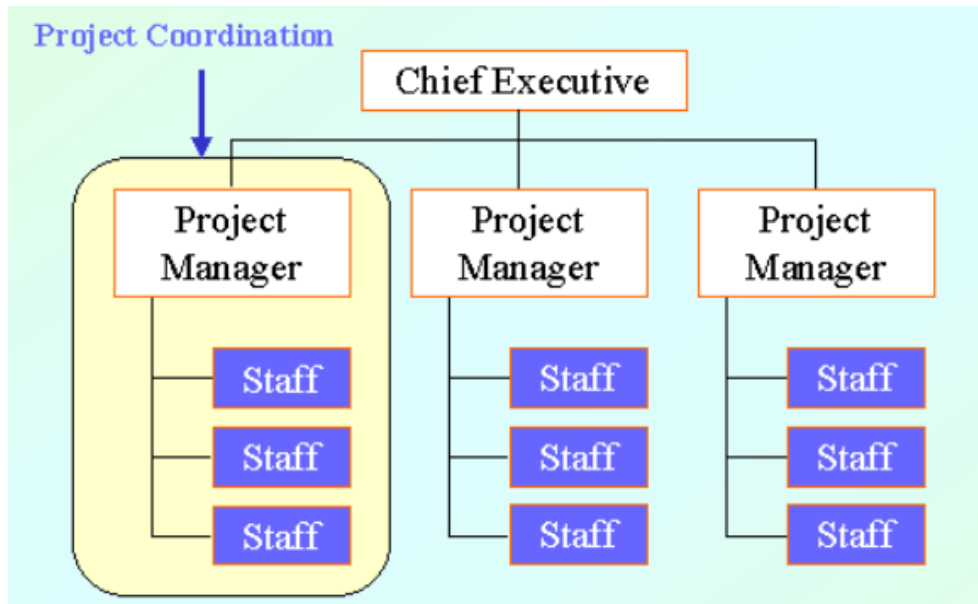 Project Coordination
Chief Executive
Project
Manager
Project
Manager
Project
Manager
Staff
Staff
Staff
Staff
Staff
Staff
Staff
Staff
Staff